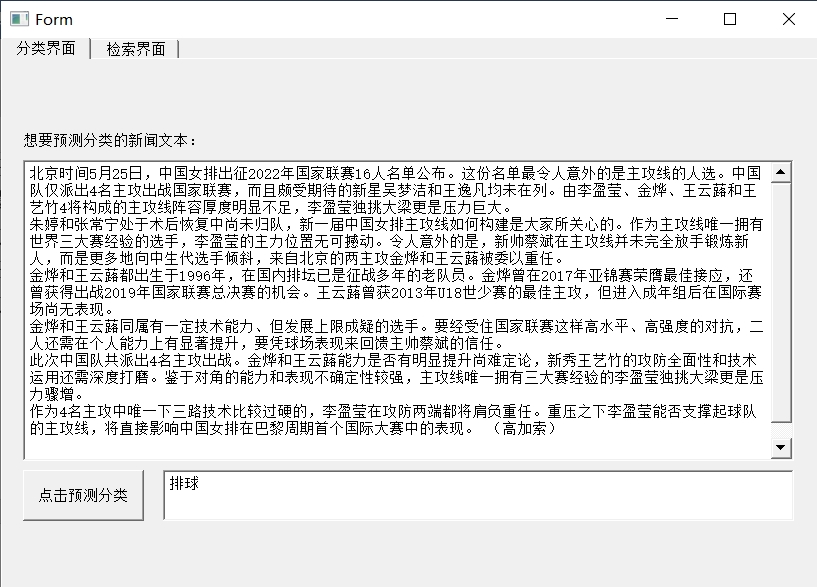 Form
分类界面 检索界面
想要预测分类的新闻文本：
北京时间5月25日，中国女排出征2022年国家联赛16人名单公布。这份名单最令人意外的是主攻线的人选。中国
队仅派出4名主攻出战国家联赛，而且颇受期待的新星吴梦洁和王逸凡均未在列。由李盈莹、金烨、王云蕗和王
艺竹4将构成的主攻线阵容厚度明显不足，李盈莹独挑大梁更是压力巨大。
朱婷和张常宁处于术后恢复中尚未归队，新一届中国女排主攻线如何构建是大家所关心的。作为主攻线唯一拥有
世界三大赛经验的选手，李盈莹的主力位置无可撼动。令人意外的是，新帅蔡斌在主攻线并未完全放手锻炼新
人，而是更多地向中生代选手倾斜，来自北京的两主攻金烨和王云蕗被委以重任。
金烨和王云蕗都出生于1996年，在国内排坛已是征战多年的老队员。金烨曾在2017年亚锦赛荣膺最佳接应，还
曾获得出战2019年国家联赛总决赛的机会。王云蕗曾获2013年U18世少赛的最佳主攻，但进入成年组后在国际赛
场尚无表现。
金烨和王云蕗同属有一定技术能力、但发展上限成疑的选手。要经受住国家联赛这样高水平、高强度的对抗，二
人还需在个人能力上有显著提升，要凭球场表现来回馈主帅蔡斌的信任。
此次中国队共派出4名主攻出战。金烨和王云蕗能力是否有明显提升尚难定论，新秀王艺竹的攻防全面性和技术
运用还需深度打磨。鉴于对角的能力和表现不确定性较强，主攻线唯一拥有三大赛经验的李盈莹独挑大梁更是压
力骤增。
作为4名主攻中唯一下三路技术比较过硬的，李盈莹在攻防两端都将肩负重任。重压之下李盈莹能否支撑起球队
的主攻线，将直接影响中国女排在巴黎周期首个国际大赛中的表现。 （高加索）
点击预测分类 排球